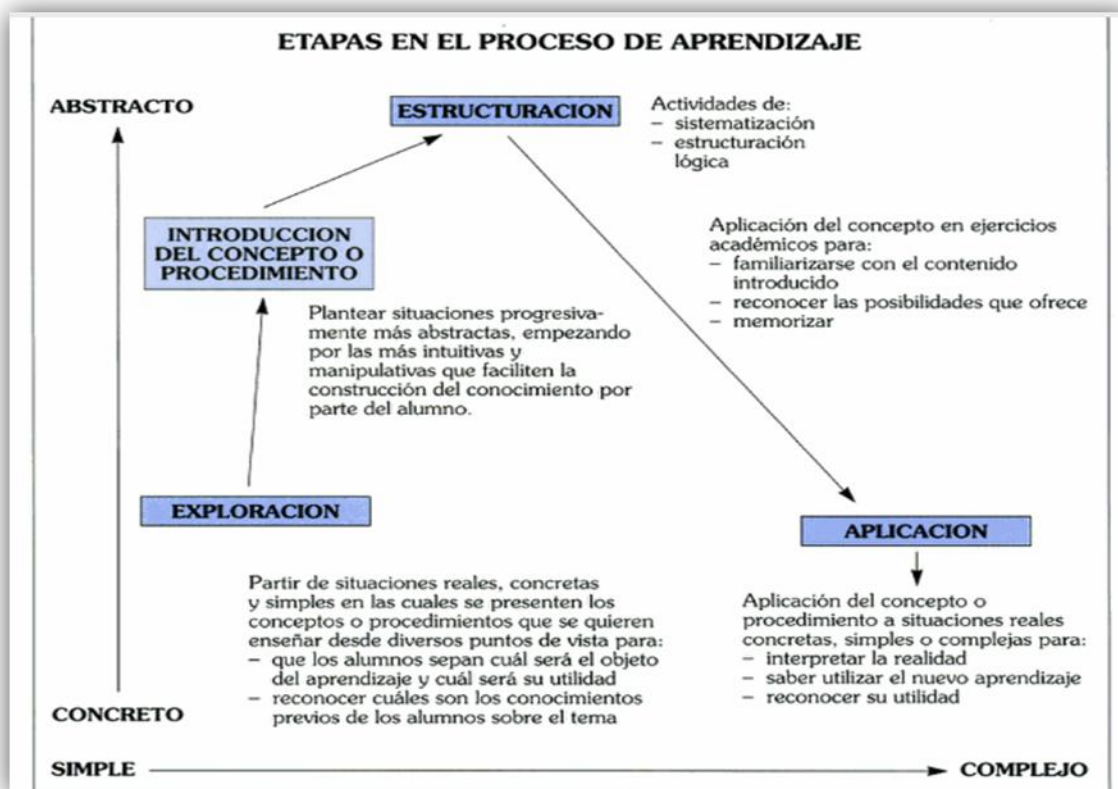 ETAPAS EN EL PROCESO DE APRENDIZAJE
ABSTRACTO
ESTRUCTURACION
Actividades de:
– sistematización
– estructuración
lógica
INTRODUCCION
DEL CONCEPTO O
PROCEDIMIENTO
Aplicación del concepto en ejercicios
académicos para:
– familiarizarse con el contenido
introducido
– reconocer las posibilidades que ofrece
– memorizar
Plantear situaciones progresiva-
mente más abstractas, empezando
por las más intuitivas y
manipulativas que faciliten la
construcción del conocimiento por
parte del alumno.
EXPLORACION
APLICACION
Partir de situaciones reales, concretas
y simples en las cuales se presenten los
conceptos o procedimientos que se quieren
enseñar desde diversos puntos de vista para:
– que los alumnos sepan cuál será el objeto
del aprendizaje y cuál será su utilidad
– reconocer cuáles son los conocimientos
previos de los alumnos sobre el tema
Aplicación del concepto o
procedimiento a situaciones reales
concretas, simples o complejas para:
– interpretar la realidad
– saber utilizar el nuevo aprendizaje
– reconocer su utilidad
CONCRETO
SIMPLE
COMPLEJO